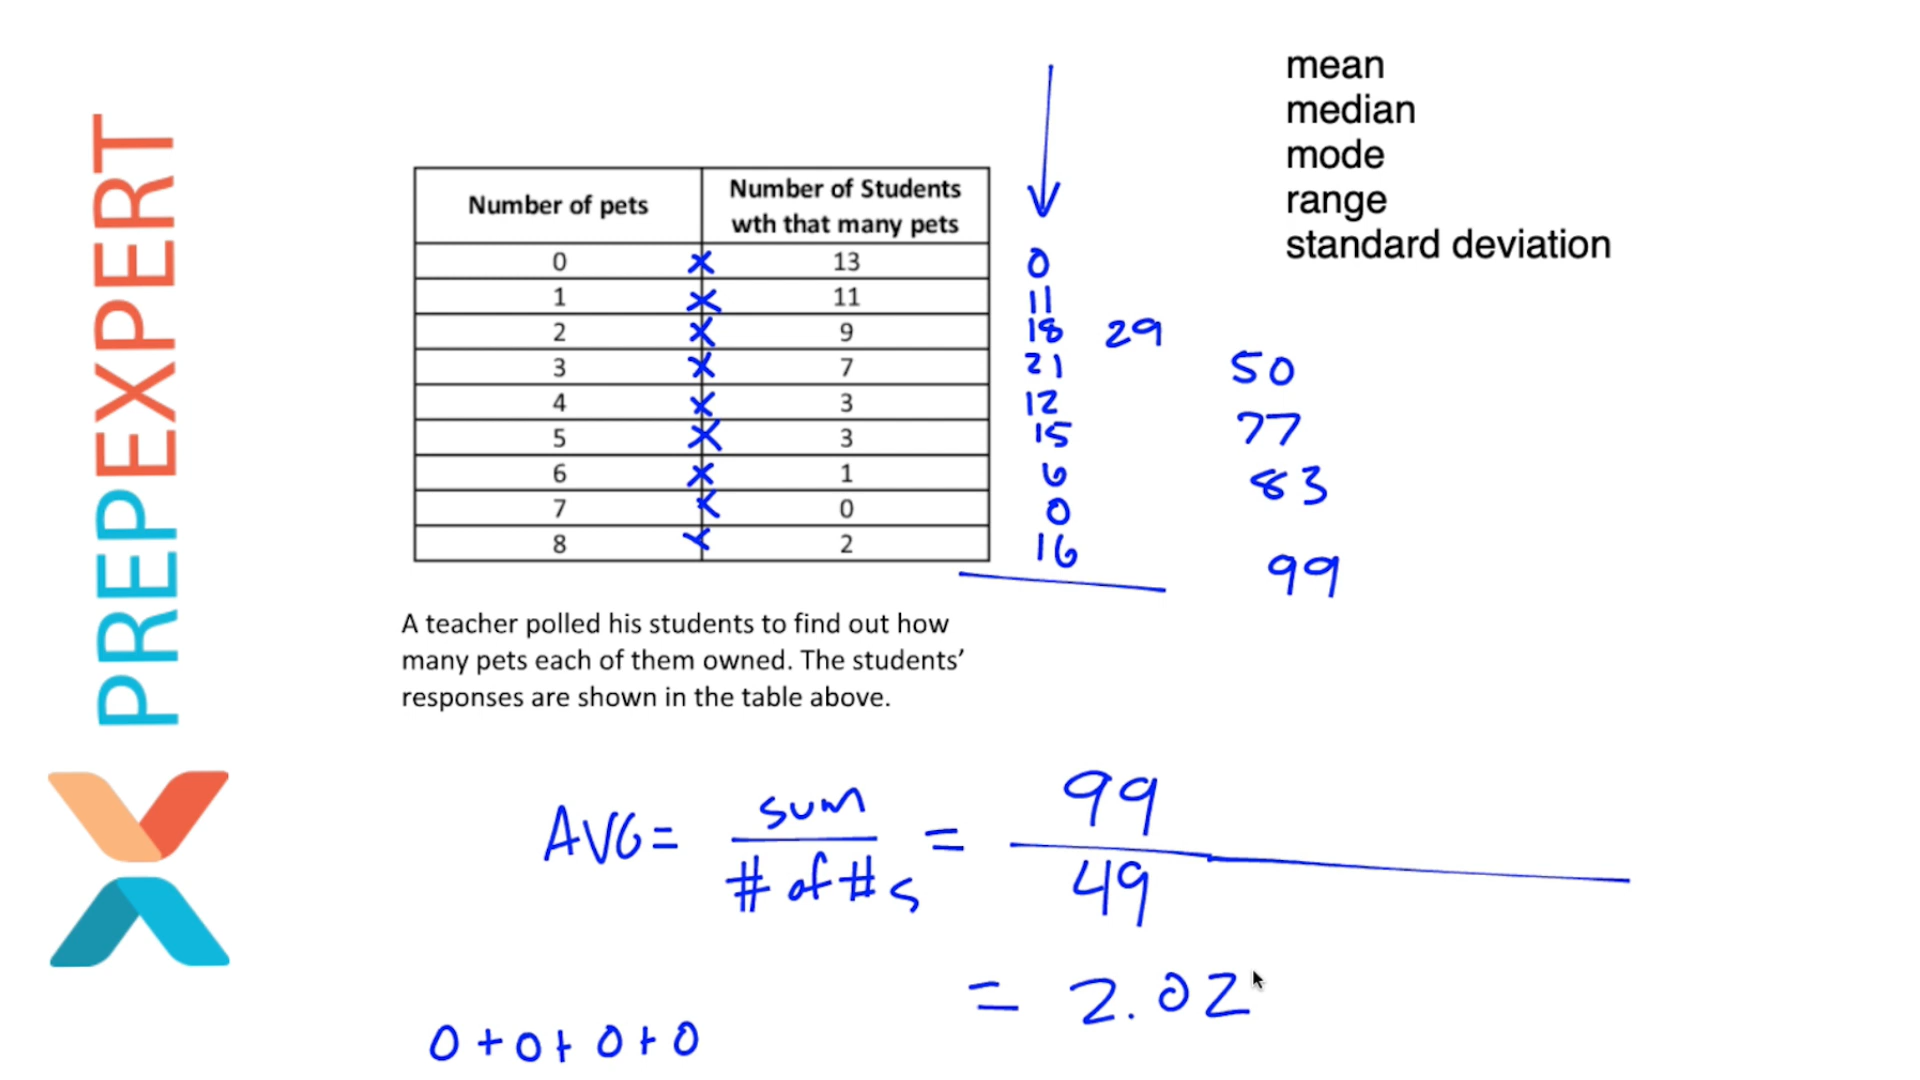 PREPEXPERT
mean
median
mode
range
standard deviation
Number of pets Number of Students wth that many pets
0 x 13 0
1 x 11 11
2 x 9 18 29
3 x 7 21 50
4 x 3 12
5 x 3 15 77
6 x 1 6 83
7 x 0 0
8 x 2 16 99
A teacher polled his students to find out how
many pets each of them owned. The students’
responses are shown in the table above.
AVG = sum / # of #s = 99 / 49
= 2.02
0 + 0 + 0 + 0